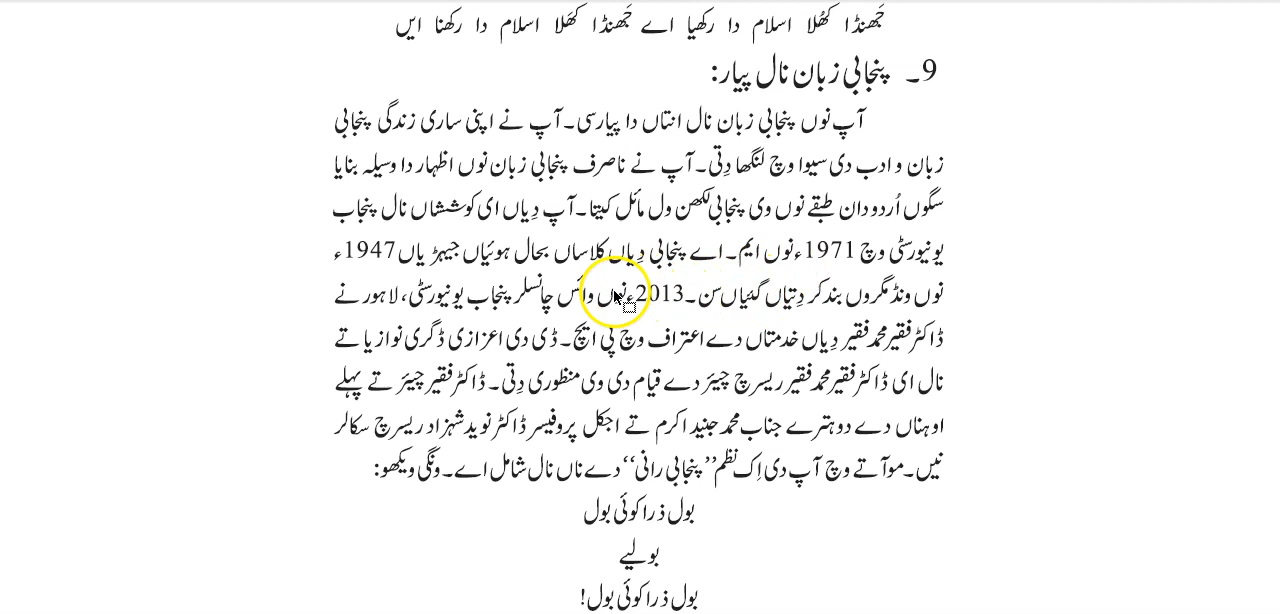 جَھنڈا کھُلا اسلام دا رکھیا اے جَھنڈا کھَلا اسلام دا رکھنا ایں
9۔ پنجابی زبان نال پیار:
آپ نوں پنجابی زبان نال انتاں دا پیار سی۔ آپ نے اپنی ساری زندگی پنجابی
زبان و ادب دی سیوا وچ لنگھا دِتی۔ آپ نے ناصرف پنجابی زبان نوں اظہار دا وسیلہ بنایا
سگوں اُردو دان طبقے نوں وی پنجابی لکھن ول مائل کیتا۔ آپ دِیاں ای کوششاں نال پنجاب
یونیورسٹی وچ 1971ء نوں ایم۔ اے پنجابی دِیاں کلاساں بحال ہوئیاں جیہڑیاں 1947ء
نوں ونڈ مگروں بند کر دِتیاں گئیاں سن۔ 2013ء نوں وائس چانسلر پنجاب یونیورسٹی، لاہور نے
ڈاکٹر فقیر محمد فقیر دِیاں خدمتاں دے اعتراف وچ پی ایچ۔ ڈی دی اعزازی ڈگری نوازیا تے
نال ای ڈاکٹر فقیر محمد فقیر ریسرچ چیئر دے قیام دی وی منظوری دِتی۔ ڈاکٹر فقیر چیئر تے پہلے
اوہناں دے دوہترے جناب محمد جنید اکرم تے اجکل پروفیسر ڈاکٹر نوید شہزاد ریسرچ سکالر
نیں۔ موآتے وچ آپ دی اِک نظم ’’پنجابی رانی‘‘ دے ناں نال شامل اے۔ ونگی ویکھو:
بول ذرا کوئی بول
بولیے
بول ذرا کوئی بول!